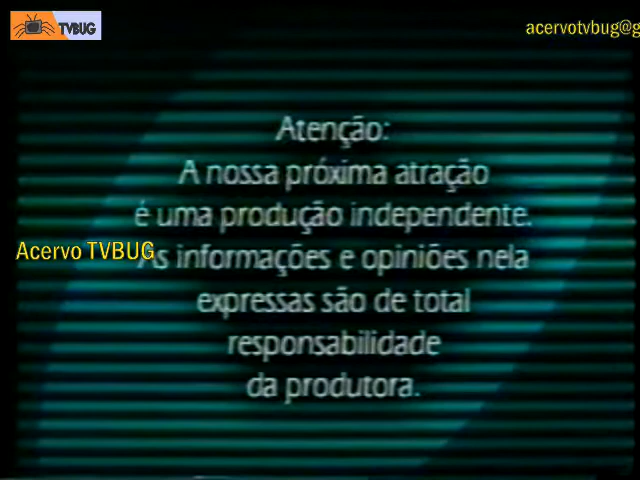 TVBUG
acervotvbug@g
Atenção:
A nossa próxima atração
é uma produção independente.
Acervo TVBUG
As informações e opiniões nela
expressas são de total
responsabilidade
da produtora.